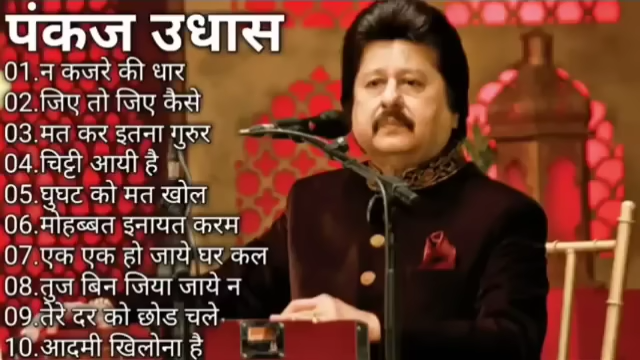 पंकज उधास
01.न कजरे की धार
02.जिए तो जिए कैसे
03.मत कर इतना गुरुर
04.चिट्टी आयी है
05.घुघट को मत खोल
06.मोहब्बत इनायत करम
07.एक एक हो जाये घर कल
08.तुज बिन जिया जाये न
09.तेरे दर को छोड चले
10.आदमी खिलोना है